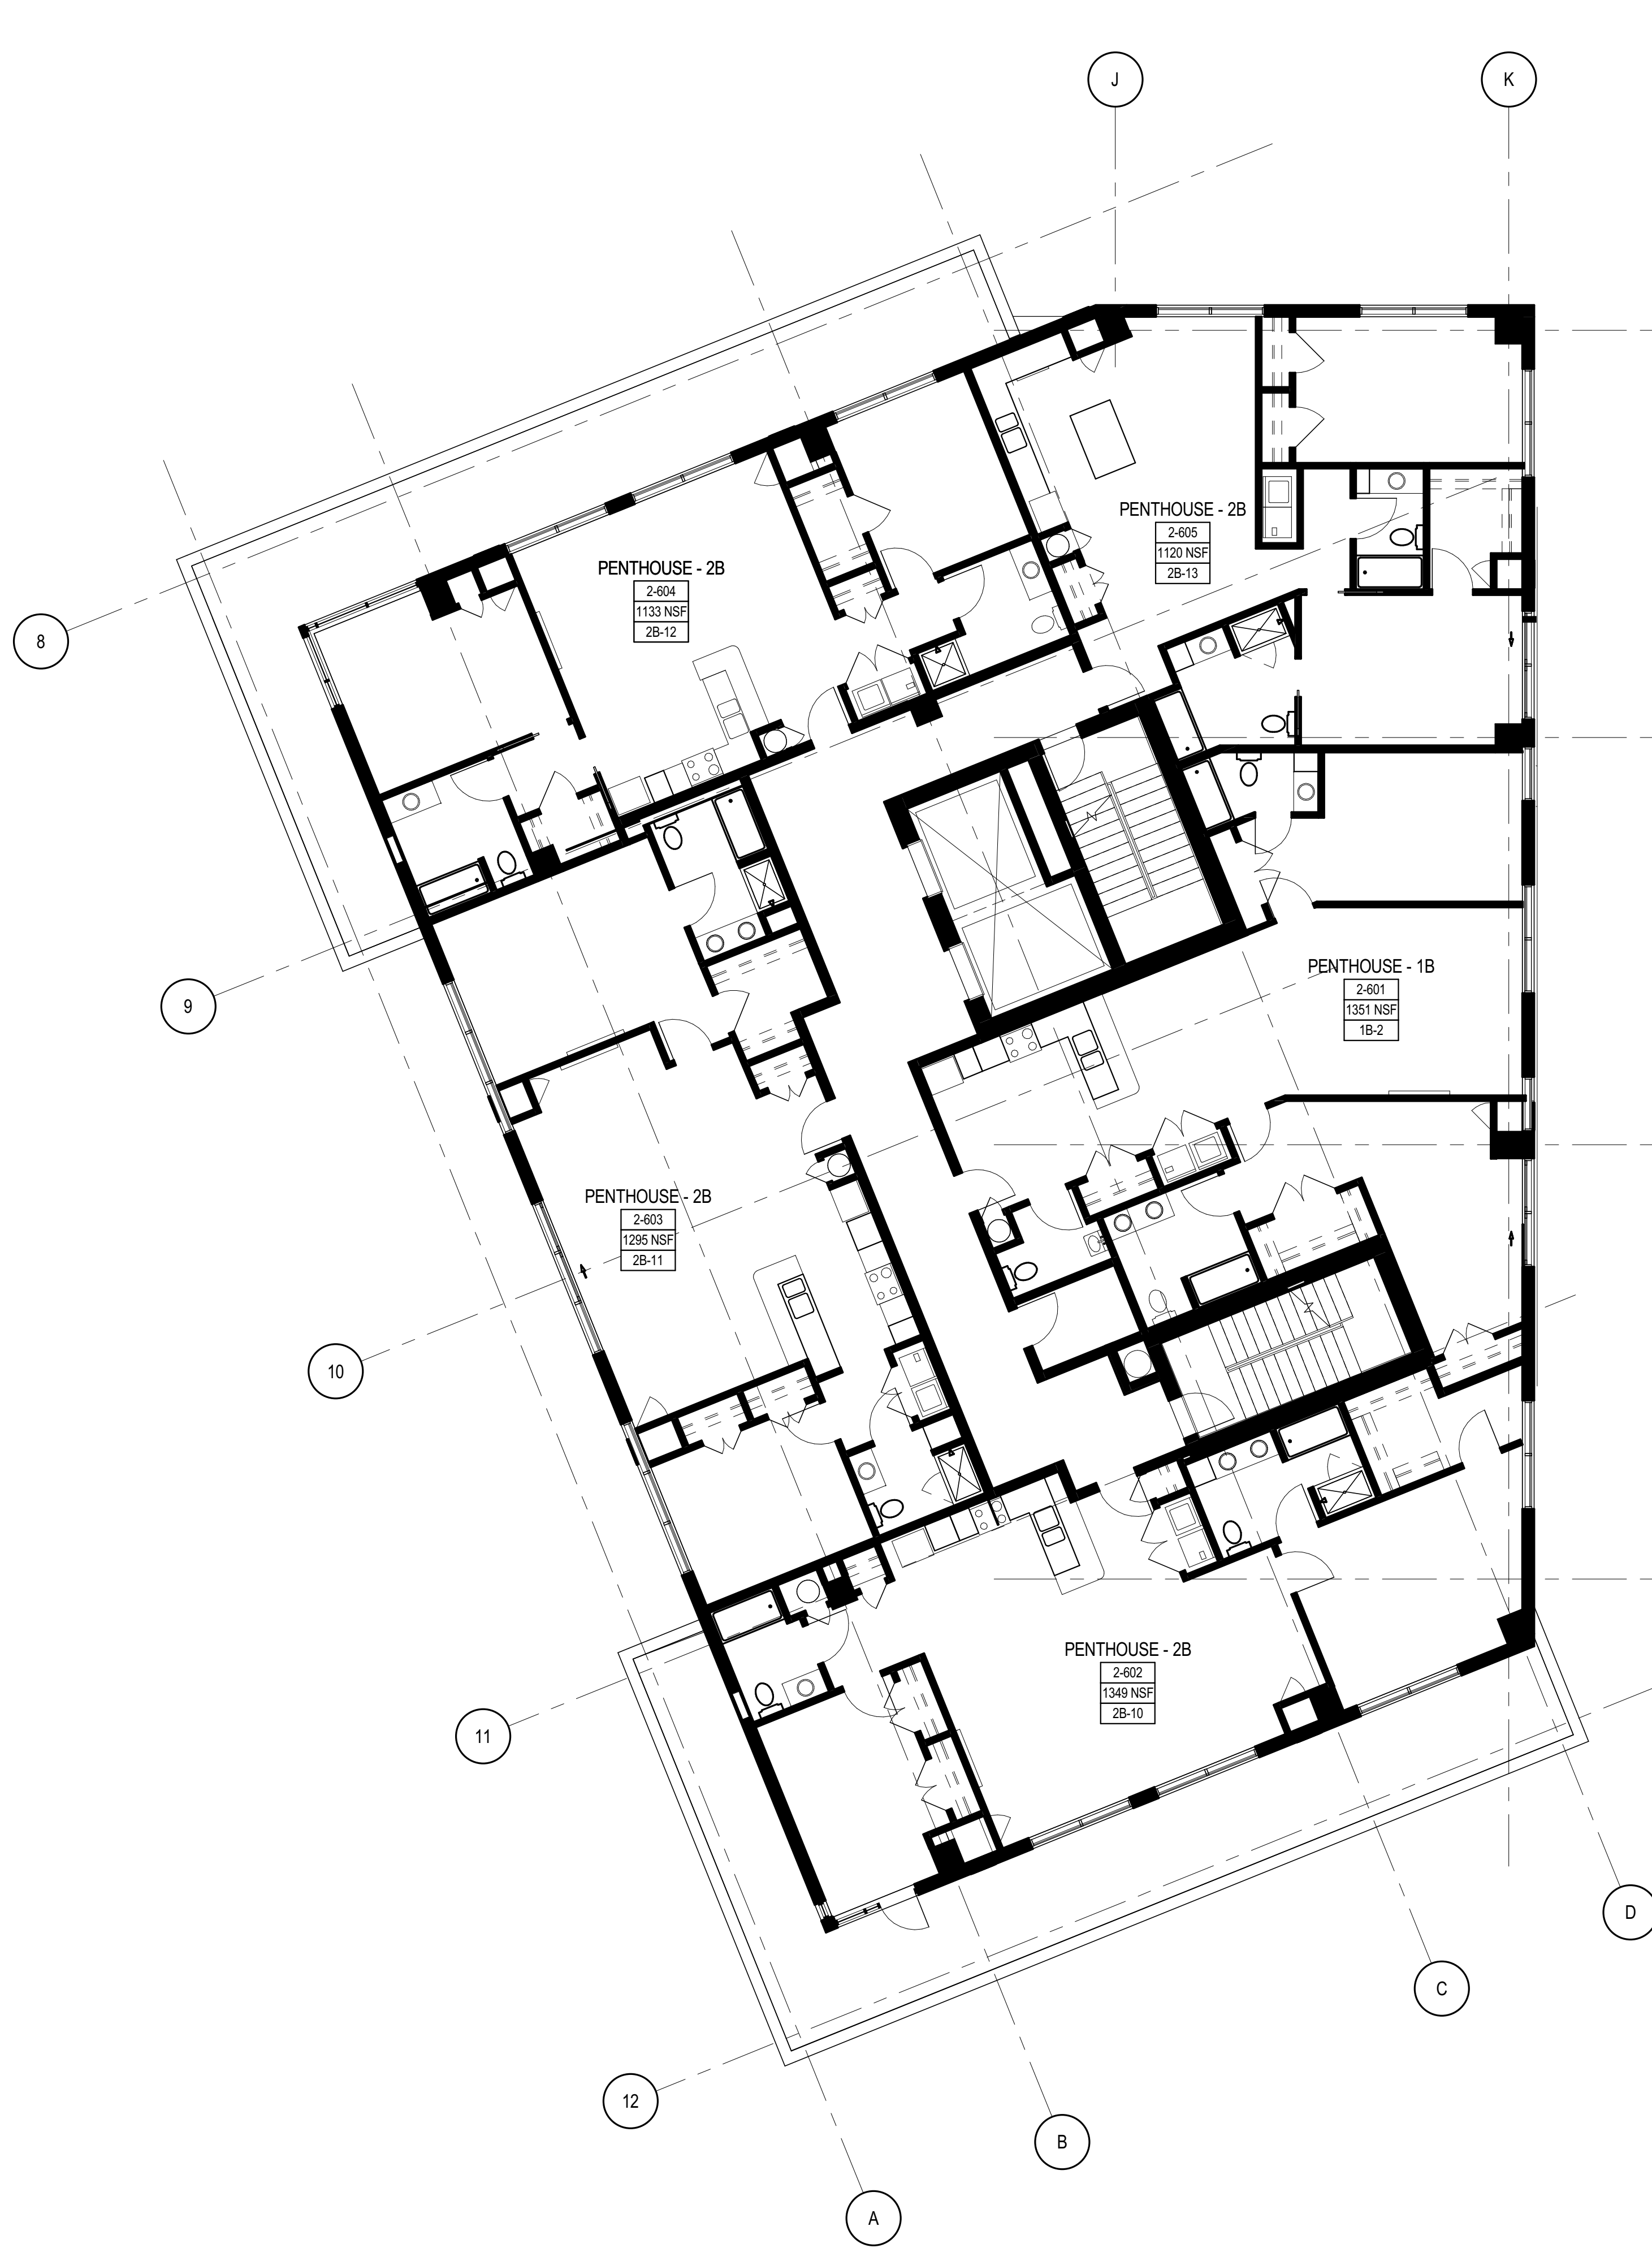 J
K
PENTHOUSE - 2B
2-605
1120 NSF
2B-13
PENTHOUSE - 2B
2-604
1133 NSF
2B-12
8
PENTHOUSE - 1B
2-601
1351 NSF
1B-2
9
PENTHOUSE - 2B
2-603
1295 NSF
2B-11
10
PENTHOUSE - 2B
2-602
1349 NSF
2B-10
11
D
C
12
B
A